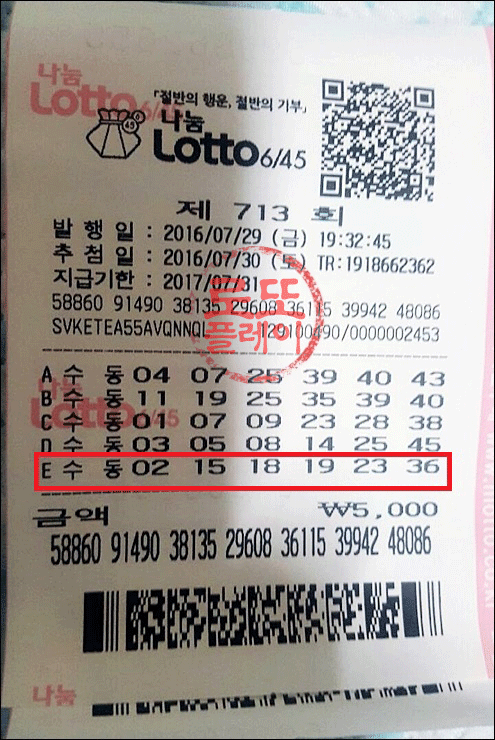 나눔
Lotto6/45
「절반의 행운, 절반의 기부」
나눔
Lotto6/45
제 713 회
발 행 일 : 2016/07/29 (금) 19:32:45
추 첨 일 : 2016/07/30 (토) TR:1918662362
지급기한 : 2017/07/31
로또
플레이
58860 91490 38135 29608 36115 39942 48086
SVKETEA55AVQNNQL 129100490/0000002453
A 수 동 04 07 25 39 40 43
B 수 동 11 19 25 35 39 40
C 수 동 01 07 09 23 28 38
D 수 동 03 05 08 14 25 45
E 수 동 02 15 18 19 23 36
금액 ₩5,000
58860 91490 38135 29608 36115 39942 48086
나눔